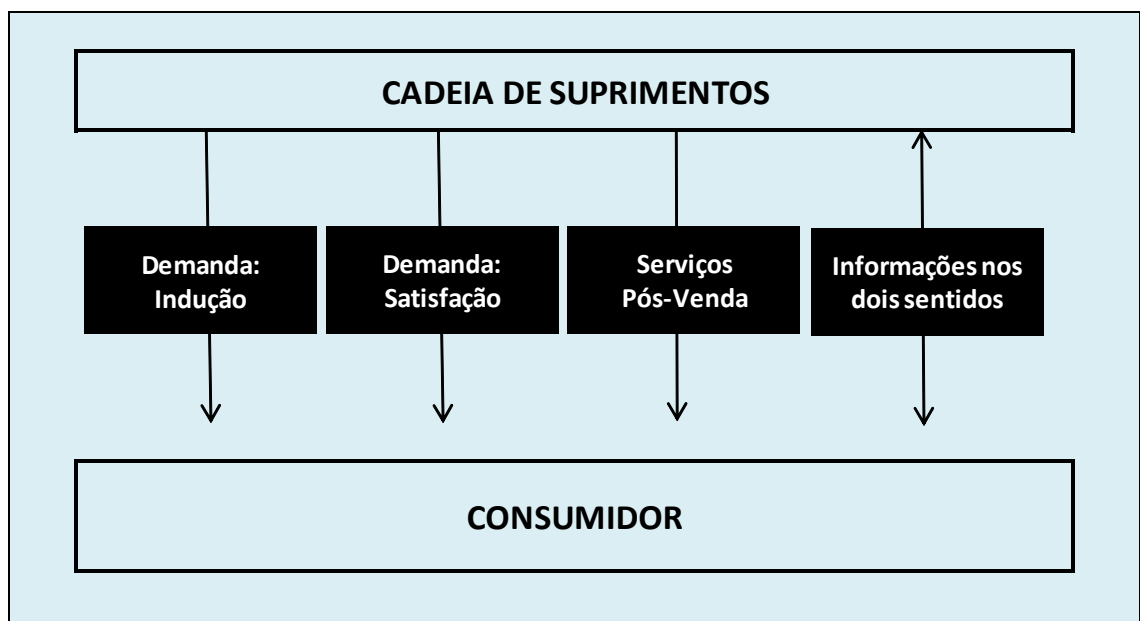 CADEIA DE SUPRIMENTOS
Demanda:
Indução
Demanda:
Satisfação
Serviços
Pós-Venda
Informações nos
dois sentidos
CONSUMIDOR